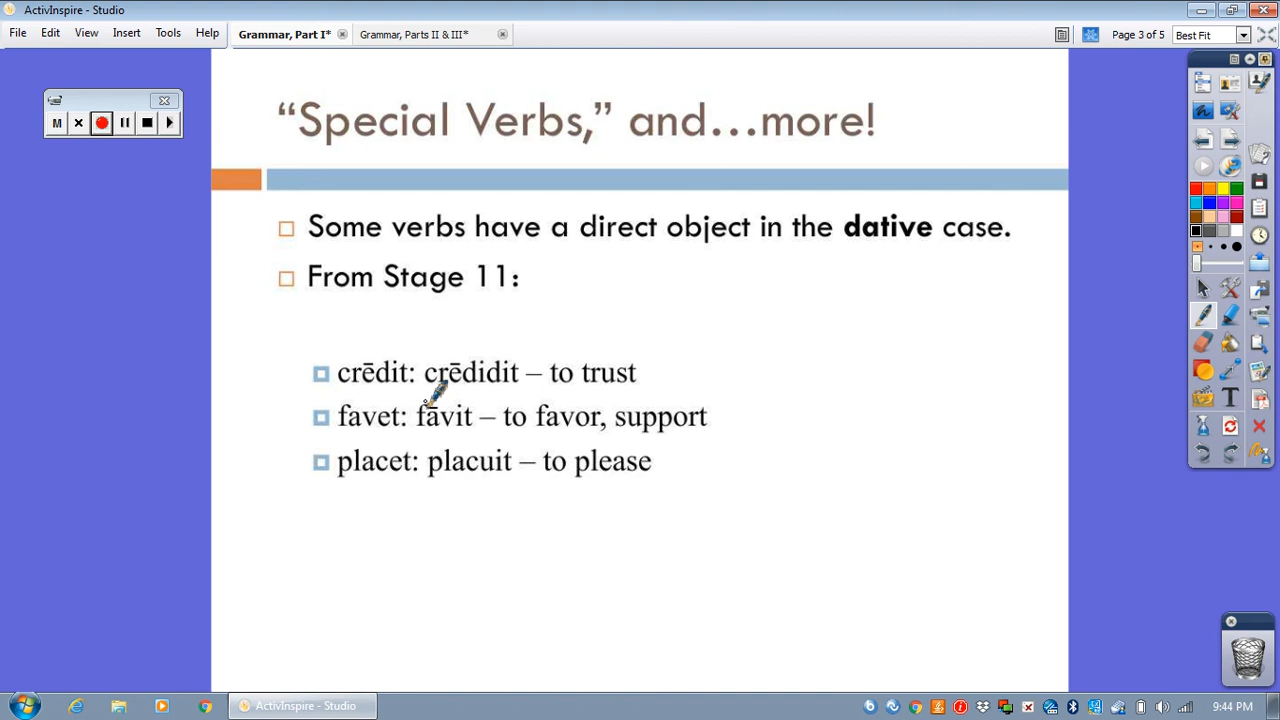 ActivInspire - Studio
File Edit View Insert Tools Help
Grammar, Part I*
Grammar, Parts II & III*
Page 3 of 5
Best Fit
M
“Special Verbs,” and…more!
Some verbs have a direct object in the dative case.
From Stage 11:
crēdit: crēdidit – to trust
favet: fāvit – to favor, support
placet: placuit – to please
T
ActivInspire - Studio
9:44 PM